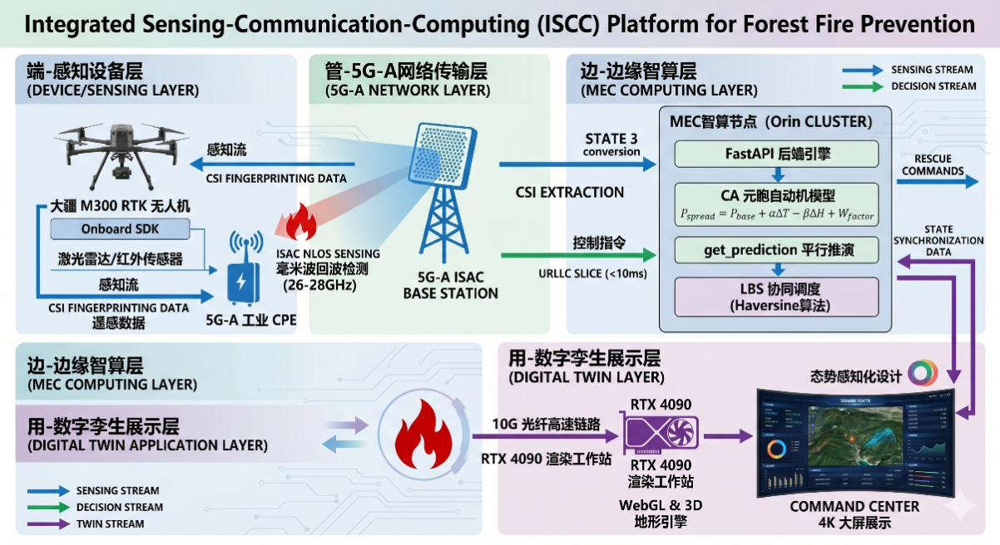 Integrated Sensing-Communication-Computing (ISCC) Platform for Forest Fire Prevention
端-感知设备层
(DEVICE/SENSING LAYER)
感知流
CSI FINGERPRINTING DATA
大疆 M300 RTK 无人机
Onboard SDK
激光雷达/红外传感器
感知流
CSI FINGERPRINTING DATA
遥感数据
5G-A 工业 CPE
管-5G-A网络传输层
(5G-A NETWORK LAYER)
ISAC NLOS SENSING
毫米波回波检测
(26-28GHz)
5G-A ISAC
BASE STATION
边-边缘智算层
(MEC COMPUTING LAYER)
SENSING STREAM
DECISION STREAM
STATE 3
conversion
CSI EXTRACTION
控制指令
URLLC SLICE (<10ms)
MEC智算节点（Orin CLUSTER）
FastAPI 后端引擎
CA 元胞自动机模型
P_spread = P_base + αΔT − βΔH + W_factor
get_prediction 平行推演
LBS 协同调度
(Haversine算法)
RESCUE
COMMANDS
STATE
SYNCHRONIZATION
DATA
边-边缘智算层
(MEC COMPUTING LAYER)
用-数字孪生展示层
(DIGITAL TWIN APPLICATION LAYER)
SENSING STREAM
DECISION STREAM
TWIN STREAM
用-数字孪生展示层
(DIGITAL TWIN LAYER)
10G 光纤高速链路
RTX 4090 渲染工作站
RTX 4090
RTX 4090
渲染工作站
WebGL & 3D
地形引擎
态势感知化设计
COMMAND CENTER
4K 大屏展示